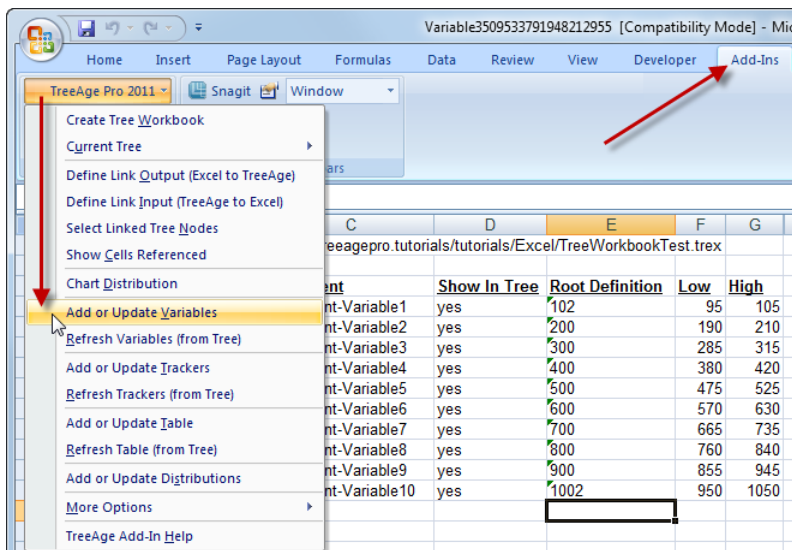 Variable3509533791948212955 [Compatibility Mode] - Mic
Home Insert Page Layout Formulas Data Review View Developer Add-Ins
TreeAge Pro 2011 Snagit Window
Create Tree Workbook
Current Tree
ars
Define Link Output (Excel to TreeAge)
Define Link Input (TreeAge to Excel)
Select Linked Tree Nodes
C D E F G
Show Cells Referenced
reeagepro.tutorials/tutorials/Excel/TreeWorkbookTest.trex
Chart Distribution
ent Show In Tree Root Definition Low High
Add or Update Variables
nt-Variable1 yes 102 95 105
nt-Variable2 yes 200 190 210
Refresh Variables (from Tree)
nt-Variable3 yes 300 285 315
Add or Update Trackers
nt-Variable4 yes 400 380 420
Refresh Trackers (from Tree)
nt-Variable5 yes 500 475 525
nt-Variable6 yes 600 570 630
Add or Update Table
nt-Variable7 yes 700 665 735
Refresh Table (from Tree)
nt-Variable8 yes 800 760 840
Add or Update Distributions
nt-Variable9 yes 900 855 945
nt-Variable10 yes 1002 950 1050
More Options
TreeAge Add-In Help